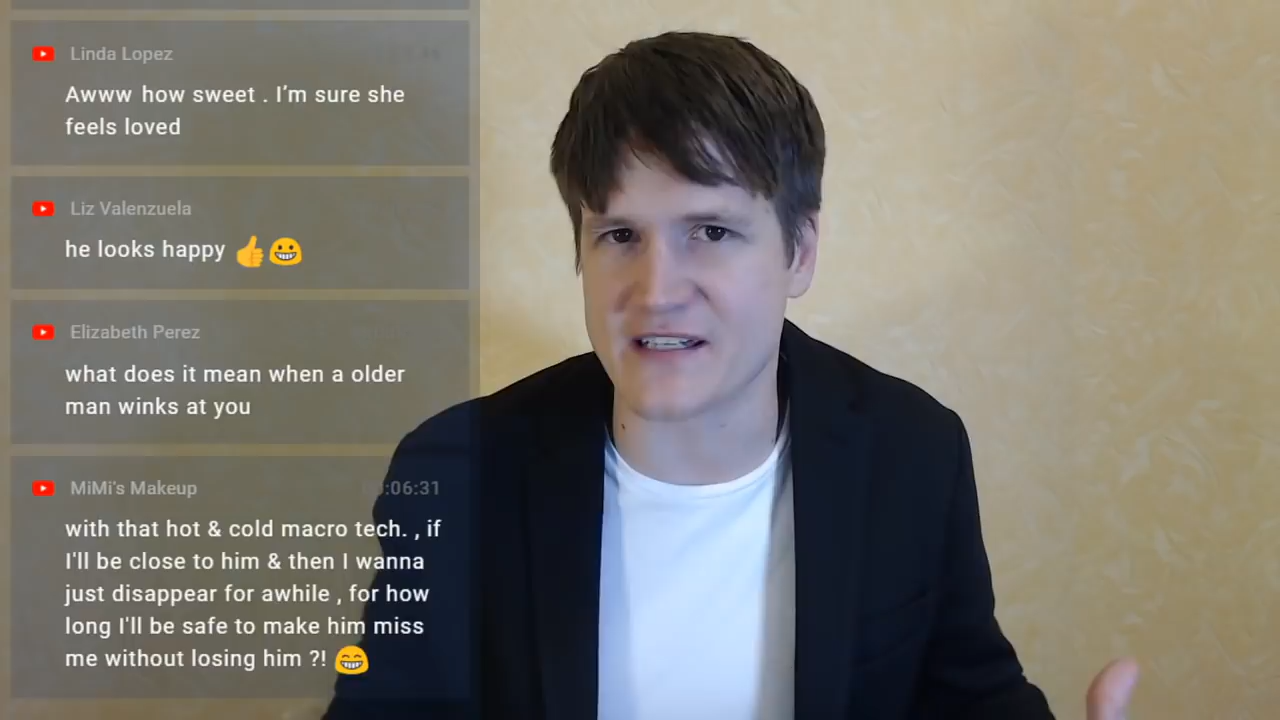 Linda Lopez
Awww how sweet . I’m sure she
feels loved
Liz Valenzuela
he looks happy 👍😀
Elizabeth Perez
what does it mean when a older
man winks at you
MiMi's Makeup :06:31
with that hot & cold macro tech. , if
I'll be close to him & then I wanna
just disappear for awhile , for how
long I'll be safe to make him miss
me without losing him ?! 😁